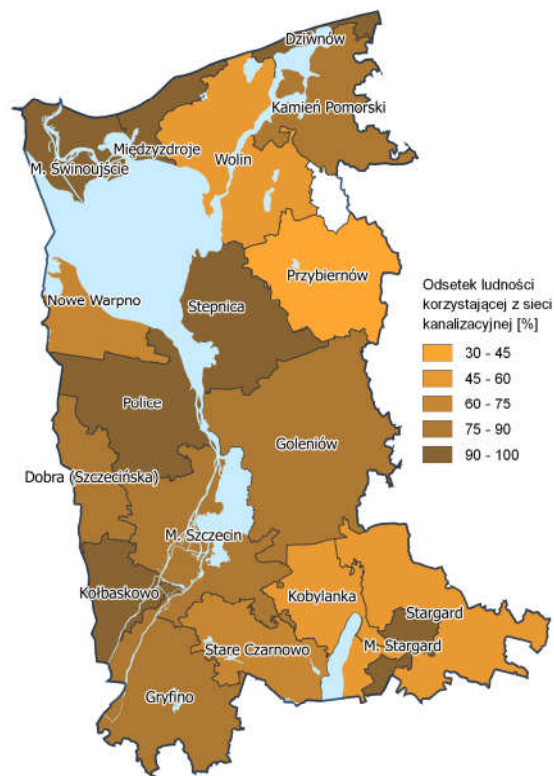 Dziwnów
Kamień Pomorski
Międzyzdroje
M. Świnoujście
Wolin
Przybiernów
Nowe Warpno
Stepnica
Odsetek ludności
korzystającej z sieci
kanalizacyjnej [%]
30 - 45
45 - 60
60 - 75
75 - 90
90 - 100
Police
Goleniów
Dobra (Szczecińska)
M. Szczecin
Kołbaskowo
Kobylanka
Stargard
M. Stargard
Stare Czarnowo
Gryfino